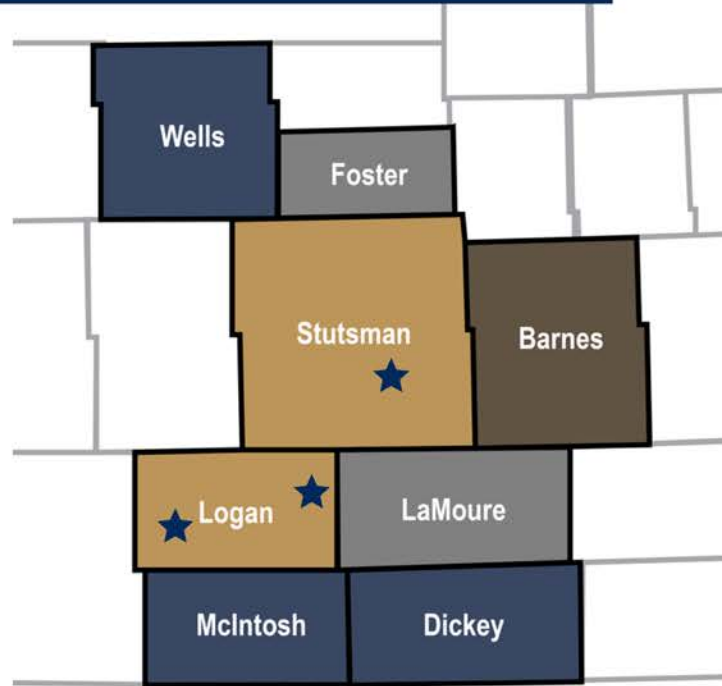 Wells
Foster
Stutsman
Barnes
Logan
LaMoure
McIntosh
Dickey